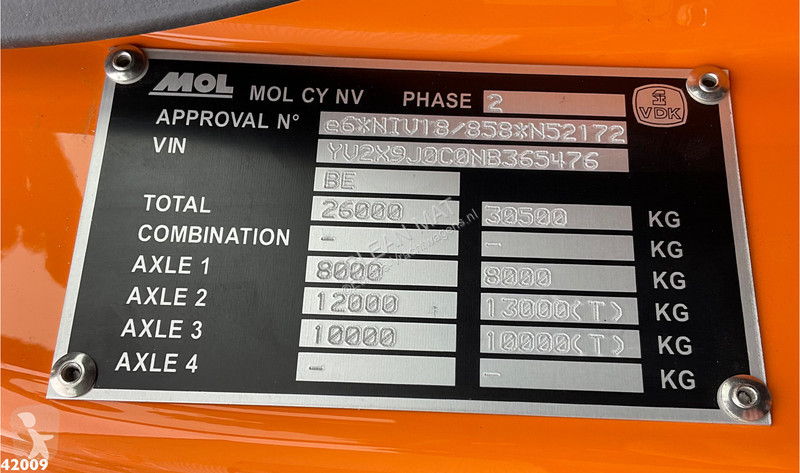 MOL MOL CY NV PHASE 2
VDK
APPROVAL N° e6*NIV18/858*N52172
VIN YV2X9J0C0NB365476
BE
TOTAL 26000 30500 KG
COMBINATION - - KG
AXLE 1 8000 8000 KG
AXLE 2 12000 13000(T) KG
AXLE 3 10000 10000(T) KG
AXLE 4 - - KG
CLEAN MAT
42009